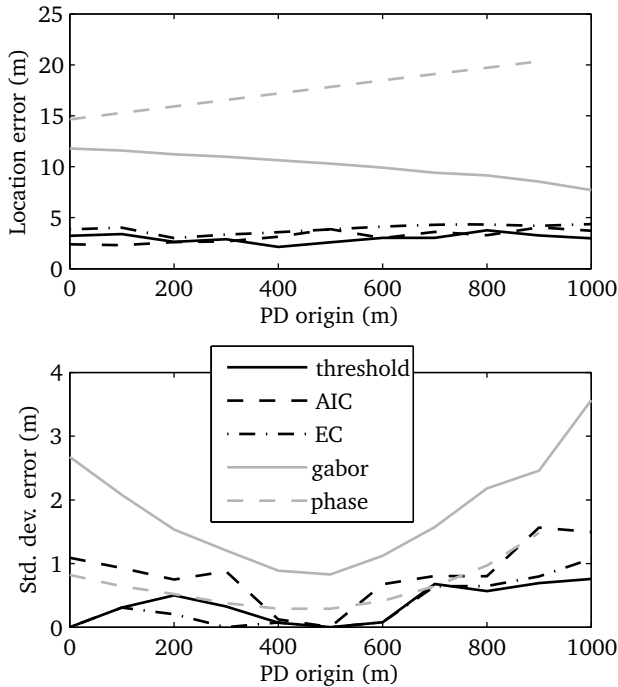 25
20
15
10
5
0
Location error (m)
0 200 400 600 800 1000
PD origin (m)
4
3
2
1
0
Std. dev. error (m)
threshold
AIC
EC
gabor
phase
0 200 400 600 800 1000
PD origin (m)